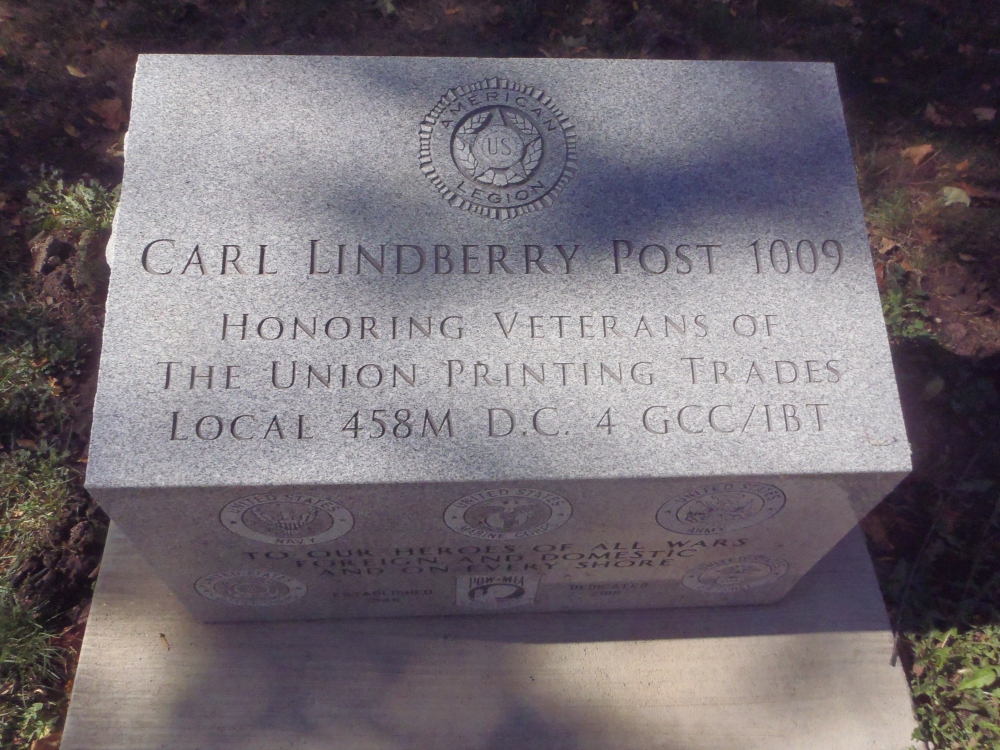 AMERICAN
US
LEGION
CARL LINDBERRY POST 1009
HONORING VETERANS OF
THE UNION PRINTING TRADES
LOCAL 458M D.C. 4 GCC/IBT
UNITED STATES
NAVY
UNITED STATES
MARINE CORPS
UNITED STATES
ARMY
TO OUR HEROES OF ALL WARS
FOREIGN AND DOMESTIC
AND ON EVERY SHORE
ESTABLISHED
POW-MIA
DEDICATED